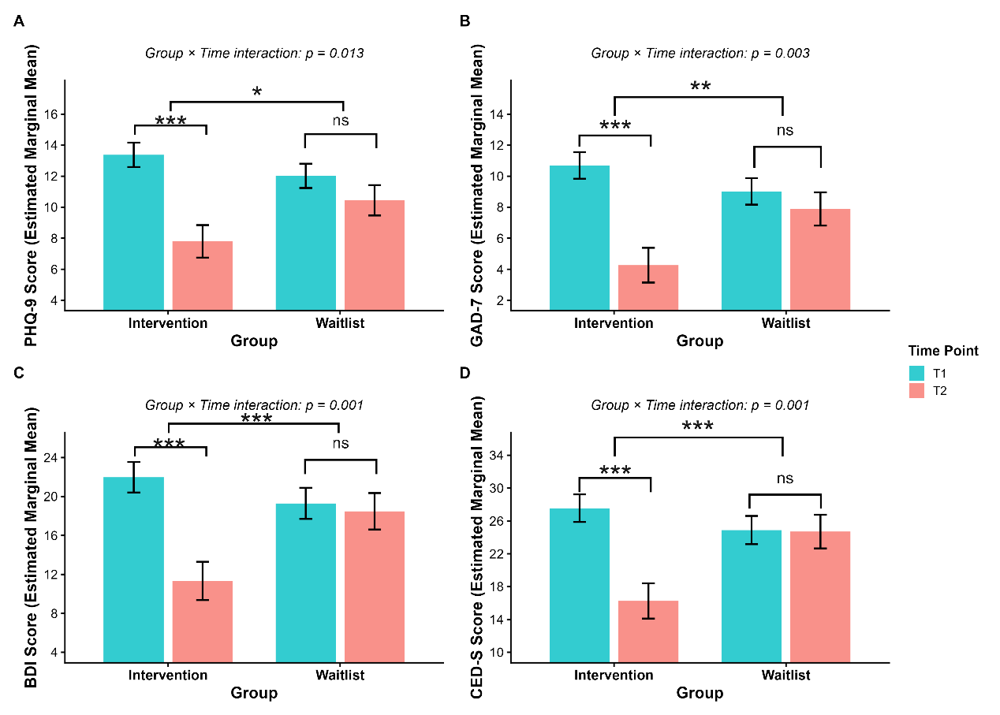 A
Group × Time interaction: p = 0.013
PHQ-9 Score (Estimated Marginal Mean)
*
***
ns
16
14
12
10
8
6
4
Intervention
Waitlist
Group
B
Group × Time interaction: p = 0.003
GAD-7 Score (Estimated Marginal Mean)
**
***
ns
14
12
10
8
6
4
2
Intervention
Waitlist
Group
Time Point
T1
T2
C
Group × Time interaction: p = 0.001
BDI Score (Estimated Marginal Mean)
***
***
ns
24
20
16
12
8
4
Intervention
Waitlist
Group
D
Group × Time interaction: p = 0.001
CED-S Score (Estimated Marginal Mean)
***
***
ns
34
30
26
22
18
14
10
Intervention
Waitlist
Group